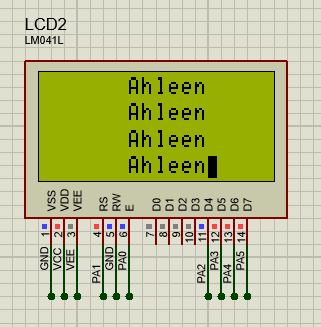 LCD2
LM041L
Ahleen
Ahleen
Ahleen
Ahleen
VSS VDD VEE RS RW E D0 D1 D2 D3 D4 D5 D6 D7
1 2 3 4 5 6 7 8 9 10 11 12 13 14
GND VCC VEE PA1 GND PA0 PA2 PA3 PA4 PA5